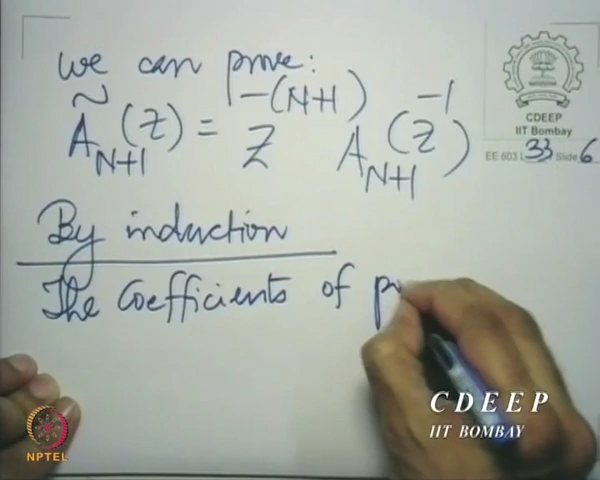 We can prove:
Ã_{N+1}(Z) = Z^{-(N+1)} A_{N+1}(Z^{-1})
By induction
The coefficients of
CDEEP
IIT Bombay
EE 603 L 33 Slide 6
CDEEP
IIT BOMBAY
NPTEL